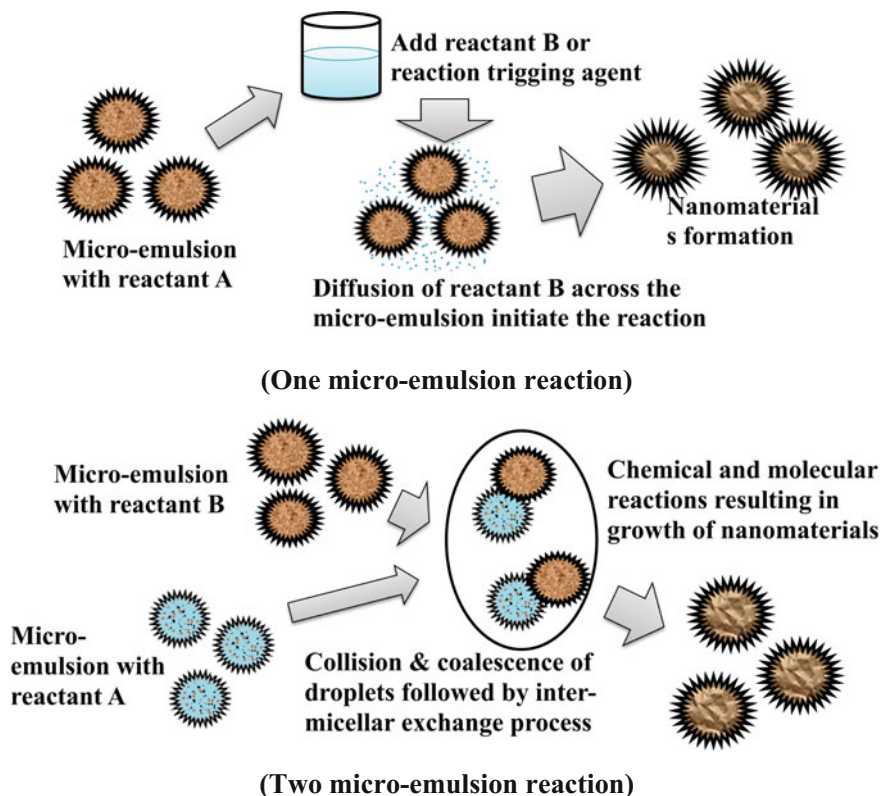 Add reactant B or
reaction trigging agent
Micro-emulsion
with reactant A
Nanomaterial
s formation
Diffusion of reactant B across the
micro-emulsion initiate the reaction
(One micro-emulsion reaction)
Micro-emulsion
with reactant B
Chemical and molecular
reactions resulting in
growth of nanomaterials
Micro-
emulsion with
reactant A
Collision & coalescence of
droplets followed by inter-
micellar exchange process
(Two micro-emulsion reaction)